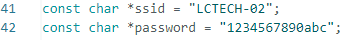 41 const char *ssid = "LCTECH-02";
42 const char *password = "1234567890abc";